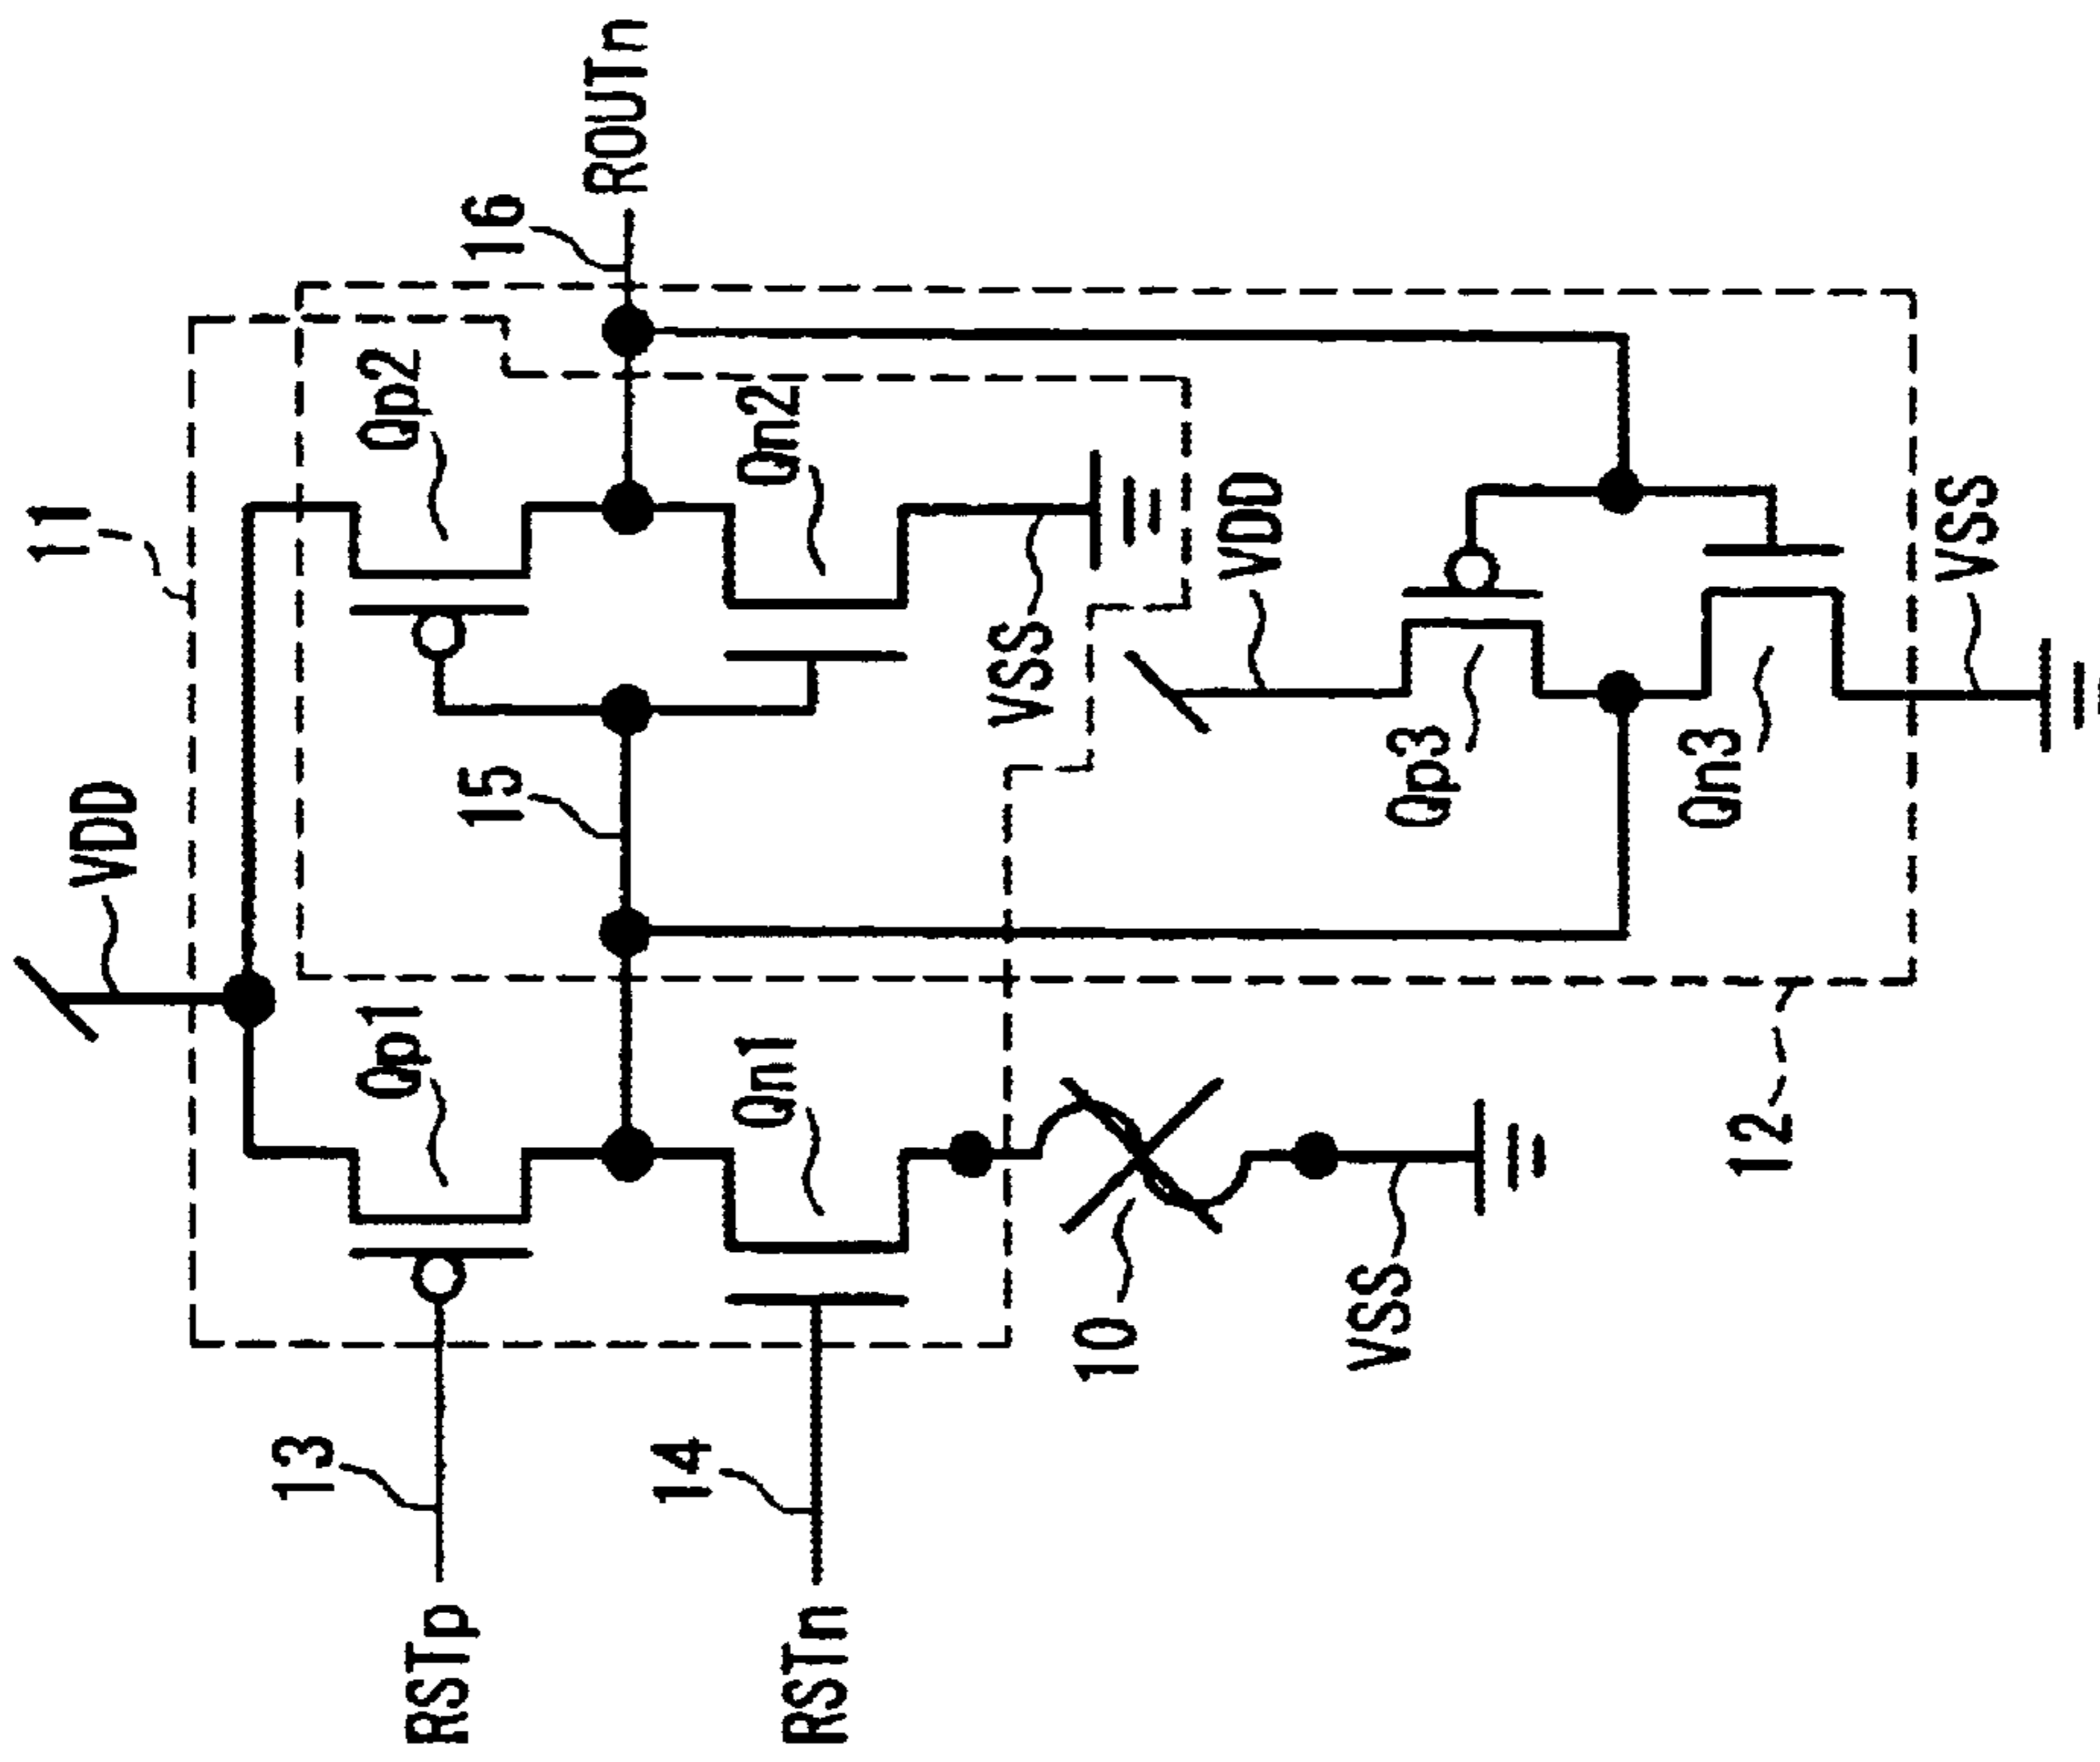 RSTp
RSTn
13
14
VDD
11
Qp1
Qn1
10
VSS
15
Qp2
Qn2
VSS
16
ROUTn
VDD
Qp3
Qn3
VSS
12